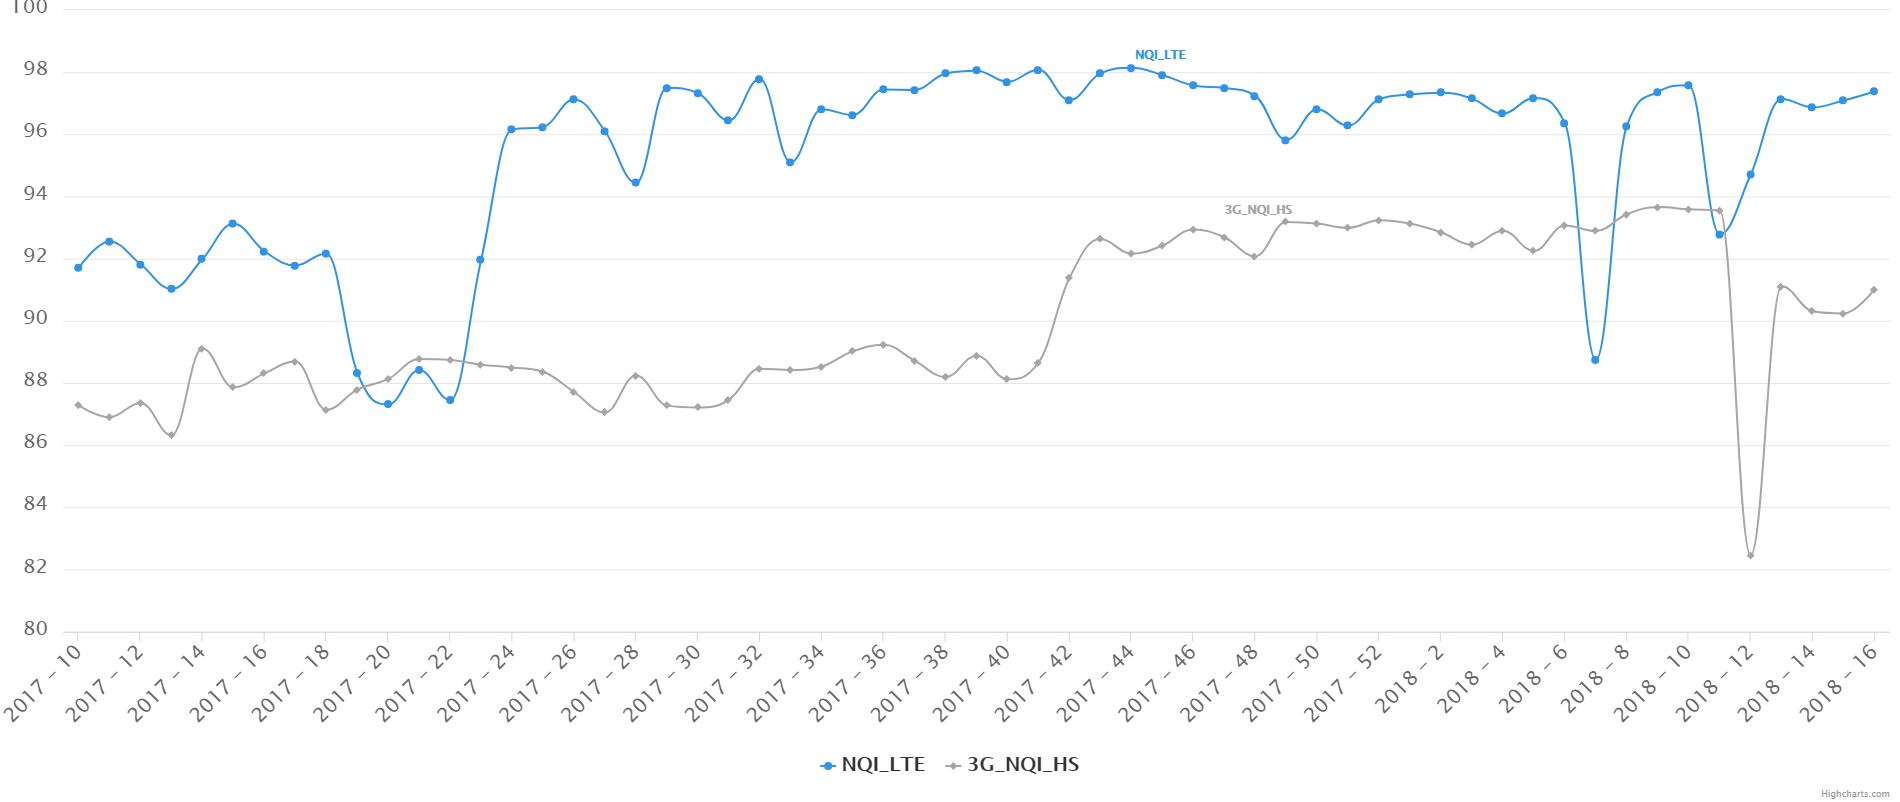 100
98
96
94
92
90
88
86
84
82
80
NQI_LTE
3G_NQI_HS
2017 – 10
2017 – 12
2017 – 14
2017 – 16
2017 – 18
2017 – 20
2017 – 22
2017 – 24
2017 – 26
2017 – 28
2017 – 30
2017 – 32
2017 – 34
2017 – 36
2017 – 38
2017 – 40
2017 – 42
2017 – 44
2017 – 46
2017 – 48
2017 – 50
2017 – 52
2018 – 2
2018 – 4
2018 – 6
2018 – 8
2018 – 10
2018 – 12
2018 – 14
2018 – 16
NQI_LTE 3G_NQI_HS
Highcharts.com